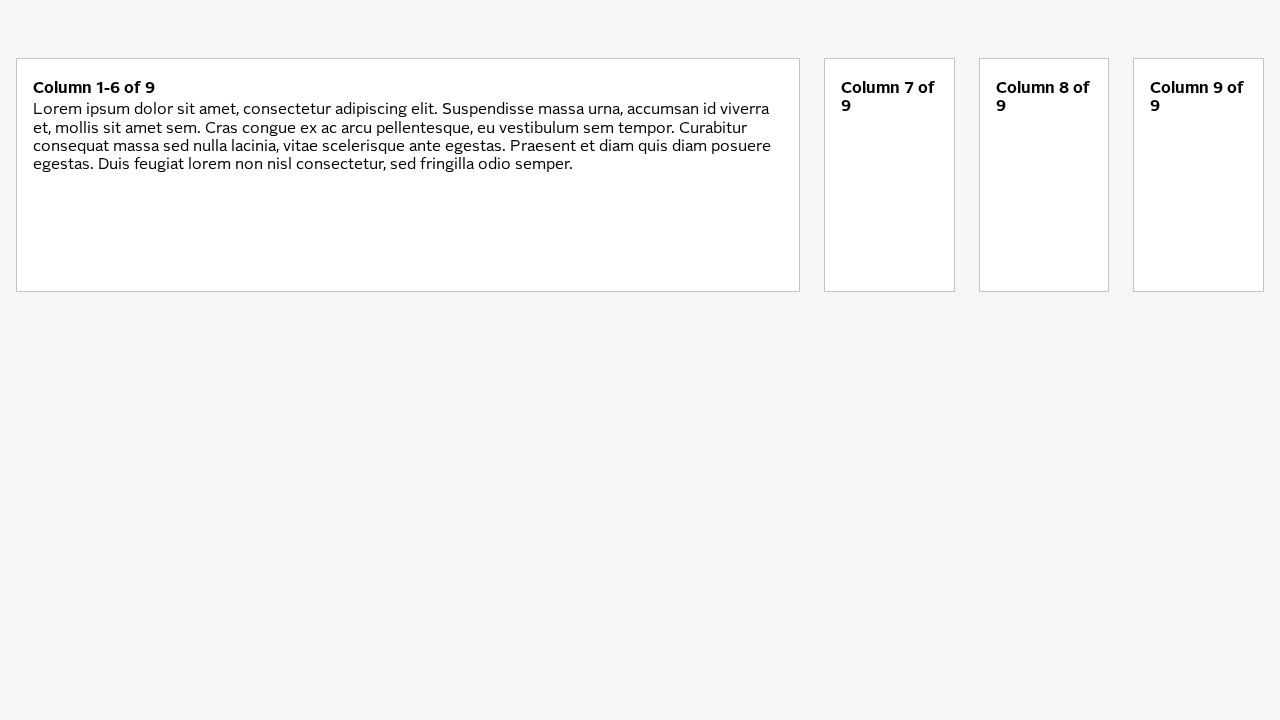 Column 1-6 of 9
Lorem ipsum dolor sit amet, consectetur adipiscing elit. Suspendisse massa urna, accumsan id viverra
et, mollis sit amet sem. Cras congue ex ac arcu pellentesque, eu vestibulum sem tempor. Curabitur
consequat massa sed nulla lacinia, vitae scelerisque ante egestas. Praesent et diam quis diam posuere
egestas. Duis feugiat lorem non nisl consectetur, sed fringilla odio semper.
Column 7 of
9
Column 8 of
9
Column 9 of
9